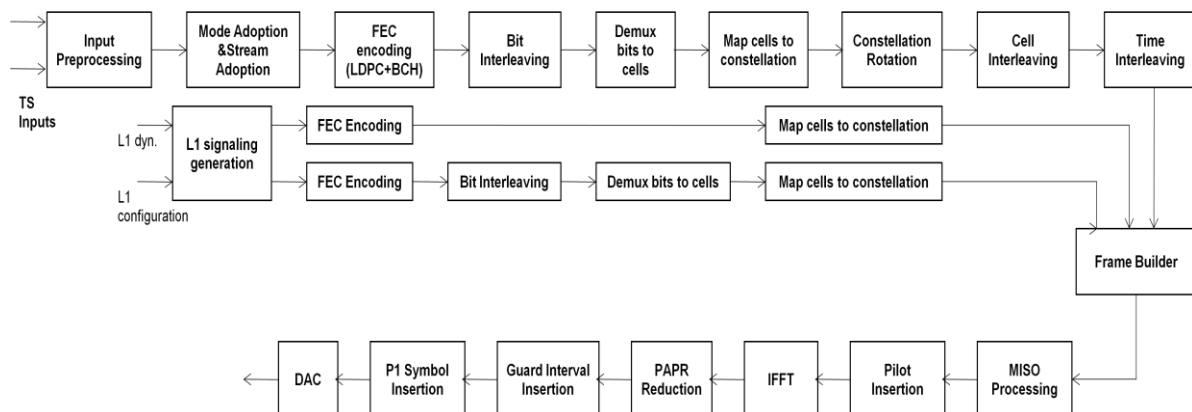 Input
Preprocessing
Mode Adoption
&Stream
Adoption
FEC
encoding
(LDPC+BCH)
Bit
Interleaving
Demux
bits to
cells
Map cells to
constellation
Constellation
Rotation
Cell
Interleaving
Time
Interleaving
TS
Inputs
L1 dyn.
L1
configuration
L1 signaling
generation
FEC Encoding
Map cells to constellation
FEC Encoding
Bit Interleaving
Demux bits to cells
Map cells to constellation
Frame Builder
DAC
P1 Symbol
Insertion
Guard Interval
Insertion
PAPR
Reduction
IFFT
Pilot
Insertion
MISO
Processing